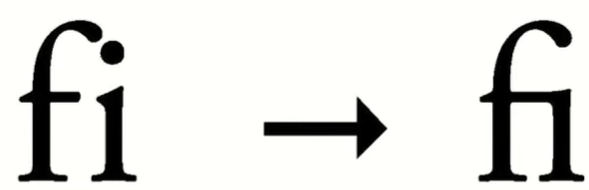 fi → ﬁ